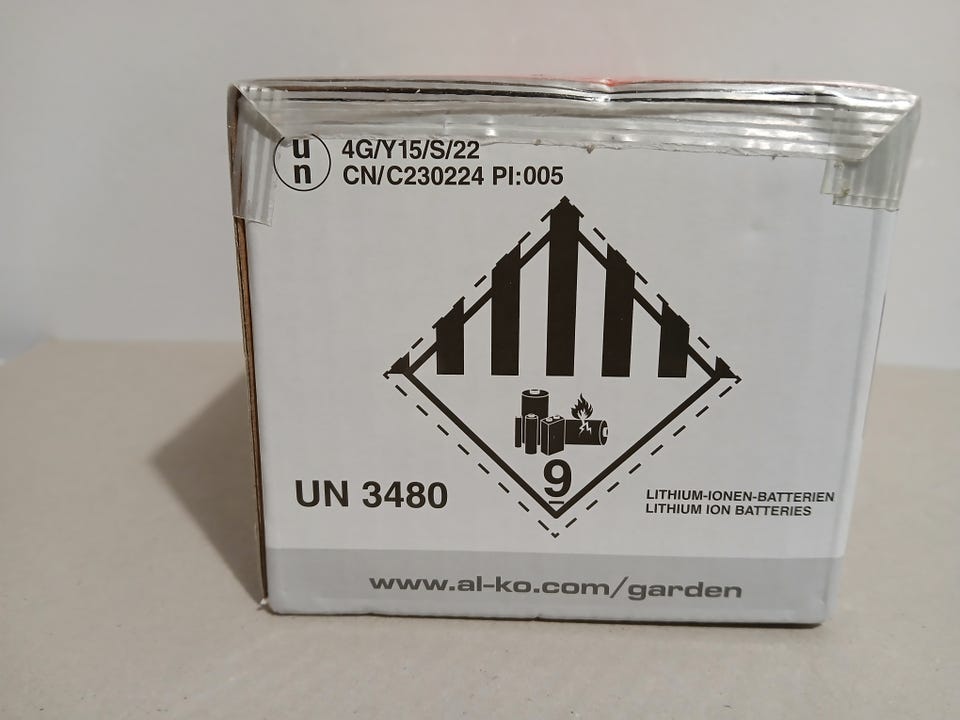 un
4G/Y15/S/22
CN/C230224 PI:005
9
UN 3480
LITHIUM-IONEN-BATTERIEN
LITHIUM ION BATTERIES
www.al-ko.com/garden